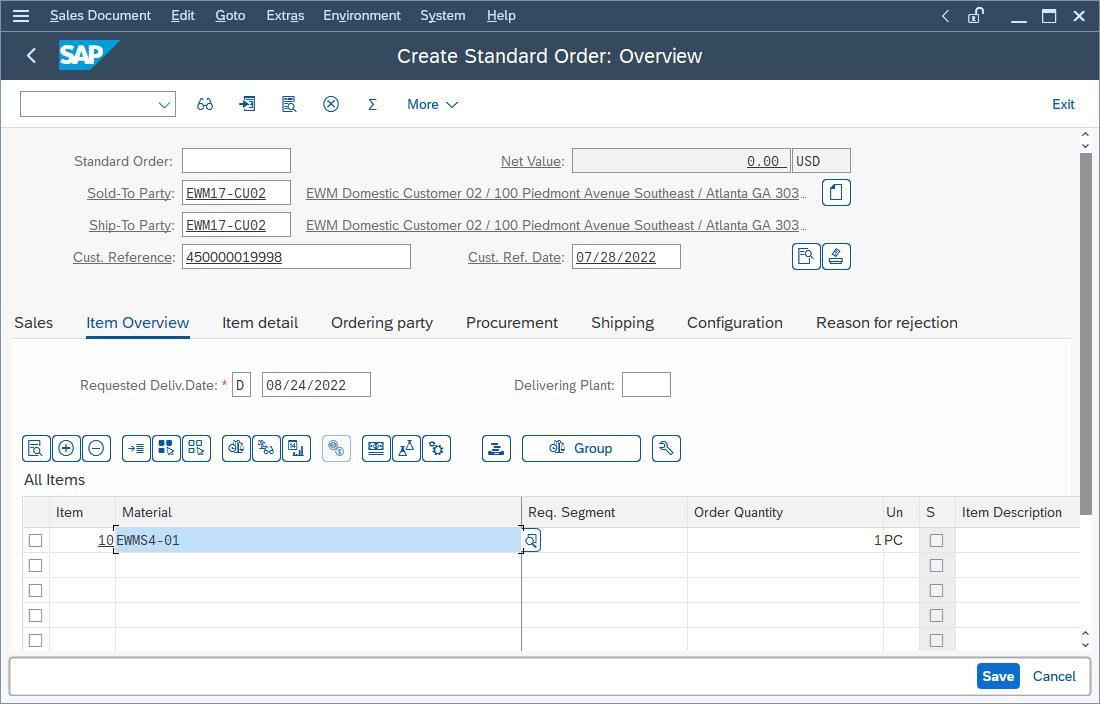 Sales Document Edit Goto Extras Environment System Help
SAP Create Standard Order: Overview
More Exit
Standard Order: Net Value: 0.00 USD
Sold-To Party: EWM17-CU02 EWM Domestic Customer 02 / 100 Piedmont Avenue Southeast / Atlanta GA 303...
Ship-To Party: EWM17-CU02 EWM Domestic Customer 02 / 100 Piedmont Avenue Southeast / Atlanta GA 303...
Cust. Reference: 450000019998 Cust. Ref. Date: 07/28/2022
Sales Item Overview Item detail Ordering party Procurement Shipping Configuration Reason for rejection
Requested Deliv.Date: * D 08/24/2022 Delivering Plant:
Group
All Items
Item Material Req. Segment Order Quantity Un S Item Description
10 EWMS4-01 1 PC
Save Cancel